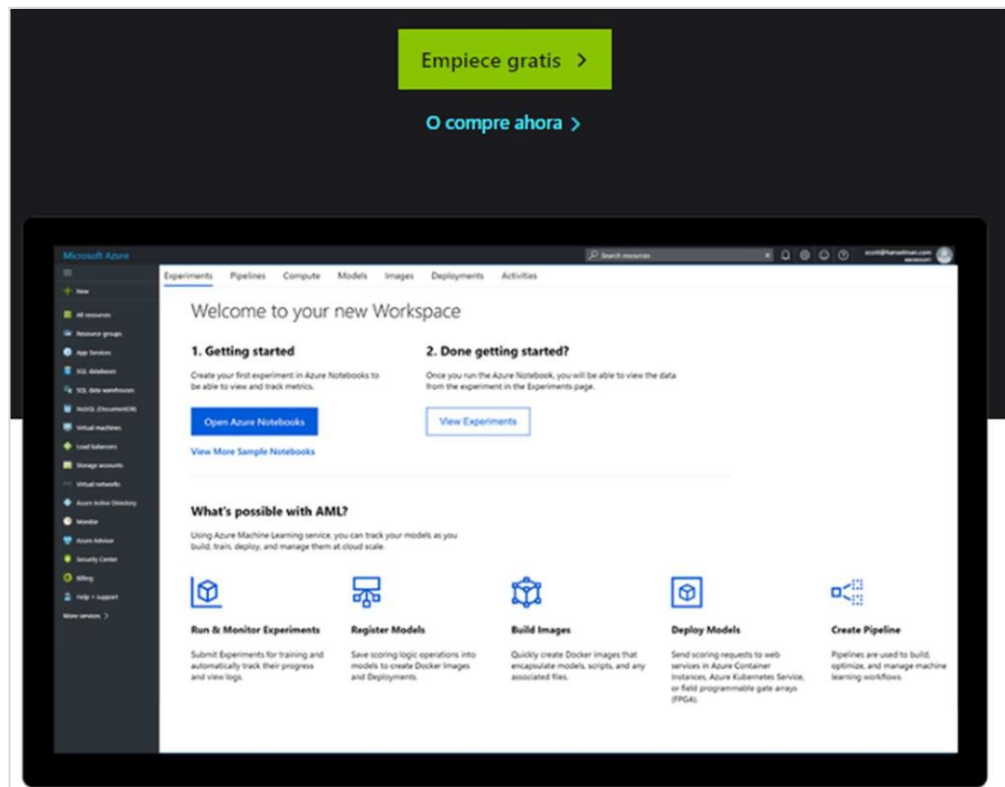 Empiece gratis >
O compre ahora >
Microsoft Azure
Search resources
scott@hanselman.com
MICROSOFT
New
All resources
Resource groups
App Services
SQL databases
SQL data warehouses
NoSQL (DocumentDB)
Virtual machines
Load balancers
Storage accounts
Virtual networks
Azure Active Directory
Monitor
Azure Advisor
Security Center
Billing
Help + support
More services >
Experiments Pipelines Compute Models Images Deployments Activities
Welcome to your new Workspace
1. Getting started
Create your first experiment in Azure Notebooks to
be able to view and track metrics.
Open Azure Notebooks
View More Sample Notebooks
2. Done getting started?
Once you run the Azure Notebook, you will be able to view the data
from the experiment in the Experiments page.
View Experiments
What's possible with AML?
Using Azure Machine Learning service, you can track your models as you
build, train, deploy, and manage them at cloud scale.
Run & Monitor Experiments
Submit Experiments for training and
automatically track their progress
and view logs.
Register Models
Save scoring logic operations into
models to create Docker Images
and Deployments.
Build Images
Quickly create Docker images that
encapsulate models, scripts, and any
associated files.
Deploy Models
Send scoring requests to web
services in Azure Container
Instances, Azure Kubernetes Service,
or field programmable gate arrays
(FPGA).
Create Pipeline
Pipelines are used to build,
optimize, and manage machine
learning workflows.